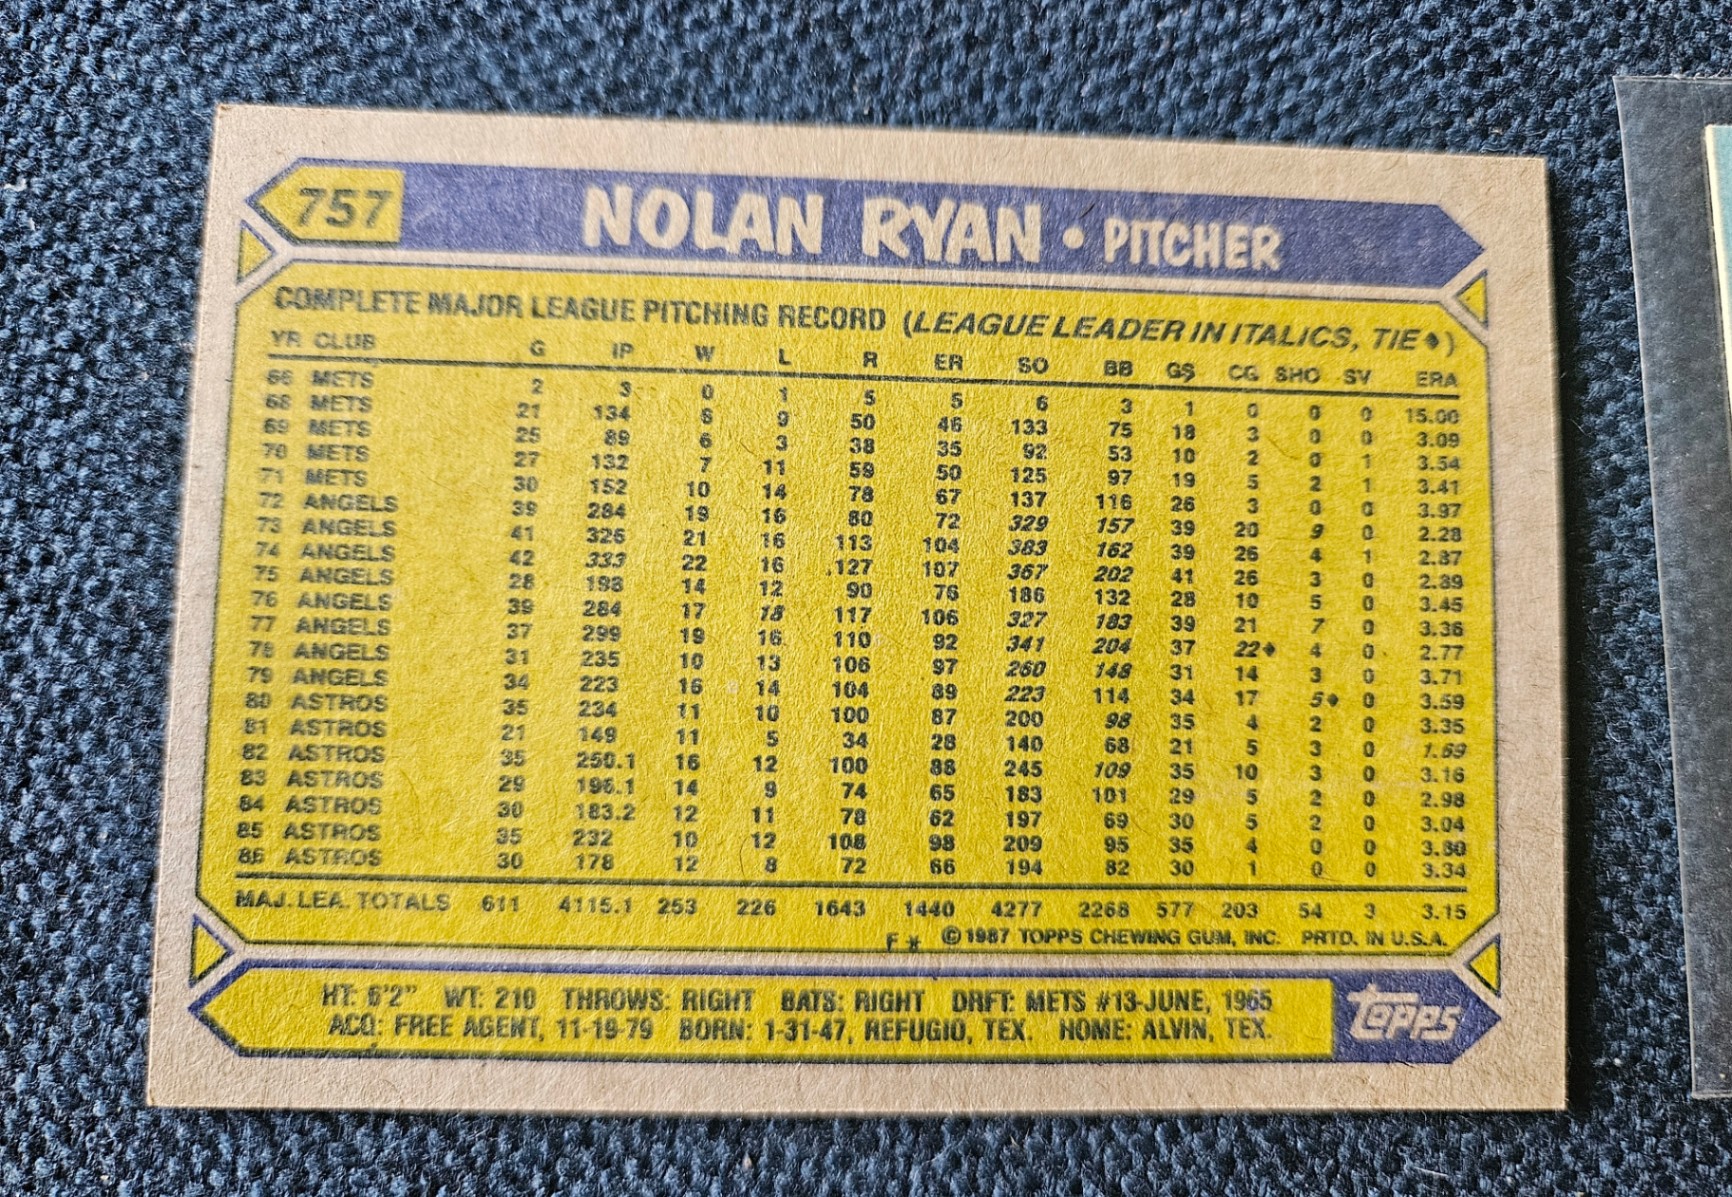 757 NOLAN RYAN • PITCHER
COMPLETE MAJOR LEAGUE PITCHING RECORD (LEAGUE LEADER IN ITALICS, TIE♦)
YR CLUB G IP W L R ER SO BB GS CG SHO SV ERA
66 METS 2 3 0 1 5 5 6 3 1 0 0 0 15.00
68 METS 21 134 6 9 50 46 133 75 18 3 0 0 3.09
69 METS 25 89 6 3 38 35 92 53 10 2 0 1 3.54
70 METS 27 132 7 11 59 50 125 97 19 5 2 1 3.41
71 METS 30 152 10 14 78 67 137 116 26 3 0 0 3.97
72 ANGELS 39 284 19 16 80 72 329 157 39 20 9 0 2.28
73 ANGELS 41 326 21 16 113 104 383 162 39 26 4 1 2.87
74 ANGELS 42 333 22 16 127 107 367 202 41 26 3 0 2.89
75 ANGELS 28 198 14 12 90 76 186 132 28 10 5 0 3.45
76 ANGELS 39 284 17 18 117 106 327 183 39 21 7 0 3.36
77 ANGELS 37 299 19 16 110 92 341 204 37 22♦ 4 0 2.77
78 ANGELS 31 235 10 13 106 97 260 148 31 14 3 0 3.71
79 ANGELS 34 223 16 14 104 89 223 114 34 17 5♦ 0 3.59
80 ASTROS 35 234 11 10 100 87 200 98 35 4 2 0 3.35
81 ASTROS 21 149 11 5 34 28 140 68 21 5 3 0 1.69
82 ASTROS 35 250.1 16 12 100 88 245 109 35 10 3 0 3.16
83 ASTROS 29 196.1 14 9 74 65 183 101 29 5 2 0 2.98
84 ASTROS 30 183.2 12 11 78 62 197 69 30 5 2 0 3.04
85 ASTROS 35 232 10 12 108 98 209 95 35 4 0 0 3.80
86 ASTROS 30 178 12 8 72 66 194 82 30 1 0 0 3.34
MAJ. LEA. TOTALS 611 4115.1 253 226 1643 1440 4277 2268 577 203 54 3 3.15
F* © 1987 TOPPS CHEWING GUM, INC. PRTD. IN U.S.A.
HT: 6'2" WT: 210 THROWS: RIGHT BATS: RIGHT DRFT: METS #13-JUNE, 1965
ACQ: FREE AGENT, 11-19-79 BORN: 1-31-47, REFUGIO, TEX. HOME: ALVIN, TEX.
topps